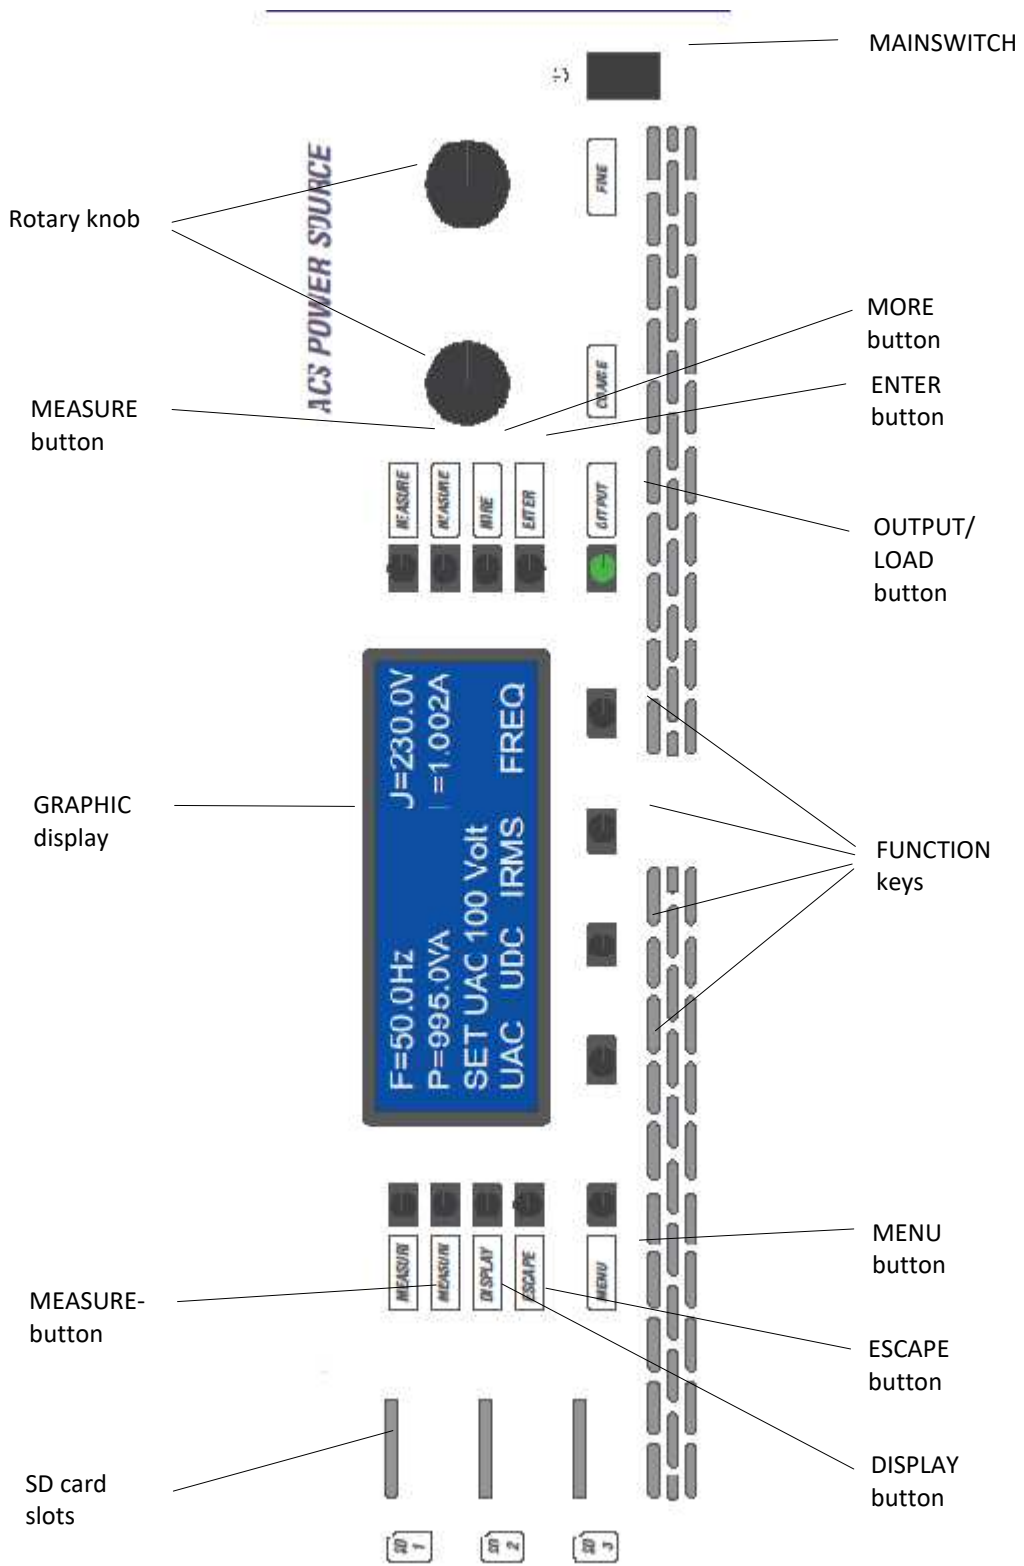 MAINSWITCH
ACS POWER SOURCE
FINE
Rotary knob
MORE
button
COARSE
ENTER
button
MEASURE
button
MEASURE
MEASURE
MORE
ENTER
OUTPUT
OUTPUT/
LOAD
button
GRAPHIC
display
F=50.0Hz J=230.0V
P=995.0VA I=1.002A
SET UAC 100 Volt
UAC UDC IRMS FREQ
FUNCTION
keys
MEASURE-
button
MEASURE
MEASURE
DISPLAY
ESCAPE
MENU
MENU
button
ESCAPE
button
SD card
slots
DISPLAY
button
SD
1
SD
2
SD
3